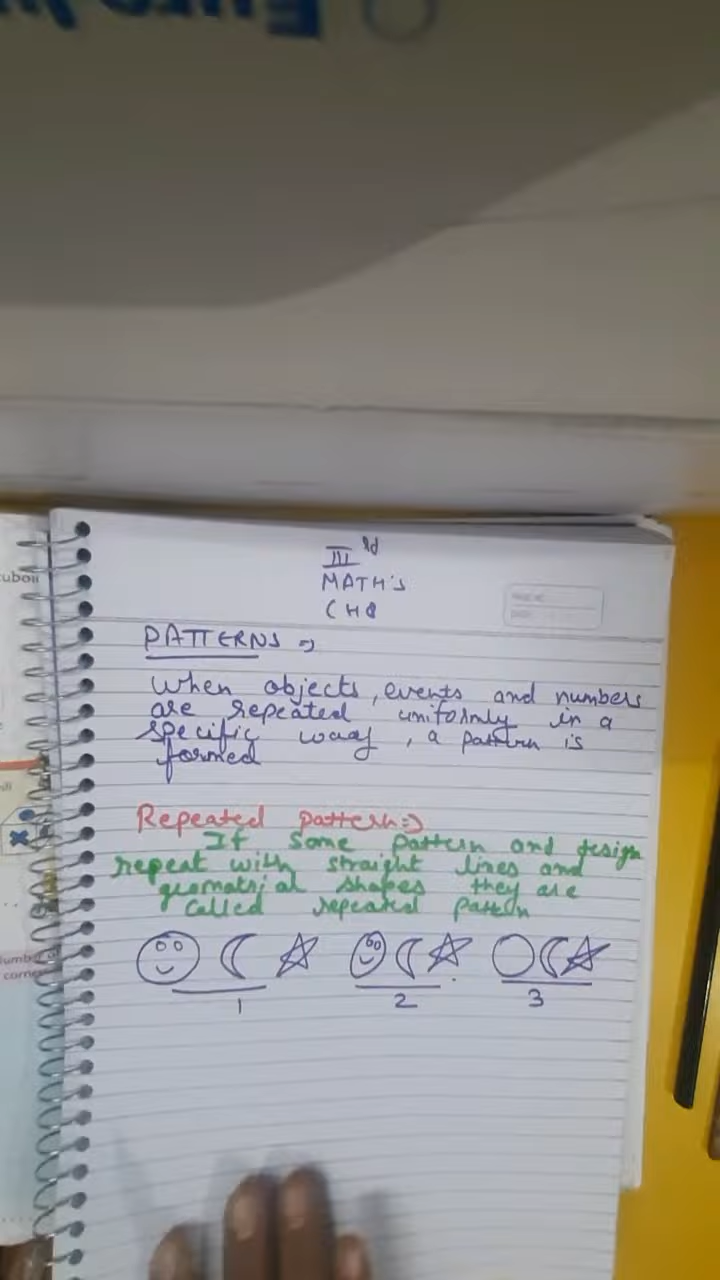 Euro
III rd
MATH'S
CH 8
PATTERNS ⇒
When objects, events and numbers
are repeated uniformly in a
specific way, a pattern is
formed
Repeated pattern ⇒
If some pattern and design
repeat with straight lines and
geomatrial shapes they are
called repeated pattern
1 2 3